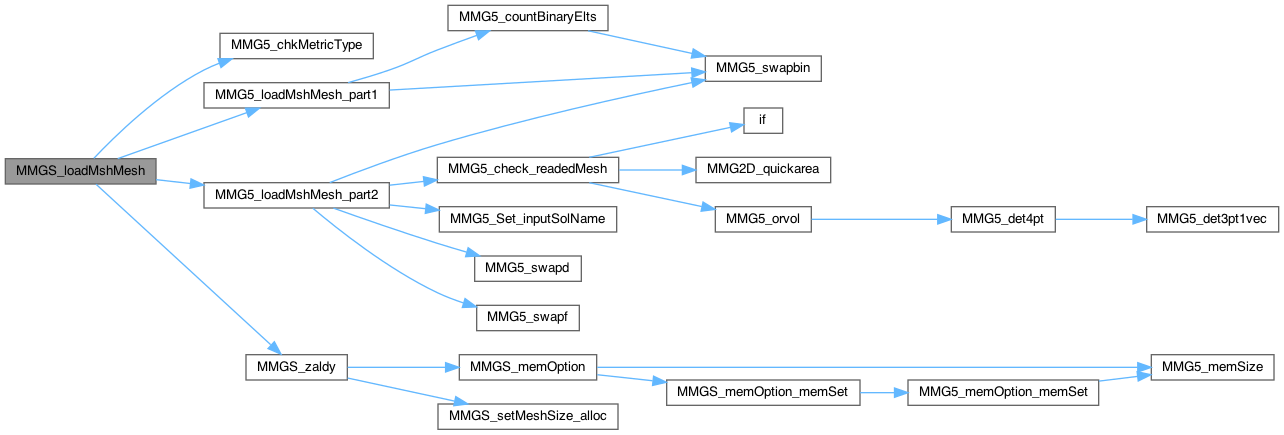 MMG5_countBinaryElts
MMG5_chkMetricType
MMG5_swapbin
MMG5_loadMshMesh_part1
if
MMGS_loadMshMesh
MMG5_check_readedMesh
MMG2D_quickarea
MMG5_loadMshMesh_part2
MMG5_Set_inputSolName
MMG5_orvol
MMG5_det4pt
MMG5_det3pt1vec
MMG5_swapd
MMG5_swapf
MMGS_zaldy
MMGS_memOption
MMG5_memSize
MMGS_memOption_memSet
MMG5_memOption_memSet
MMGS_setMeshSize_alloc